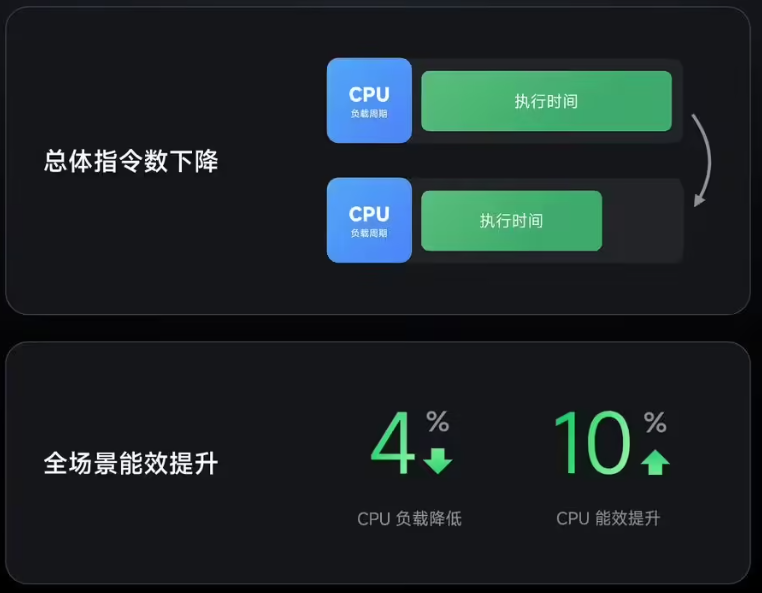 CPU
负载周期
执行时间
总体指令数下降
CPU
负载周期
执行时间
全场景能效提升
4%
CPU 负载降低
10%
CPU 能效提升